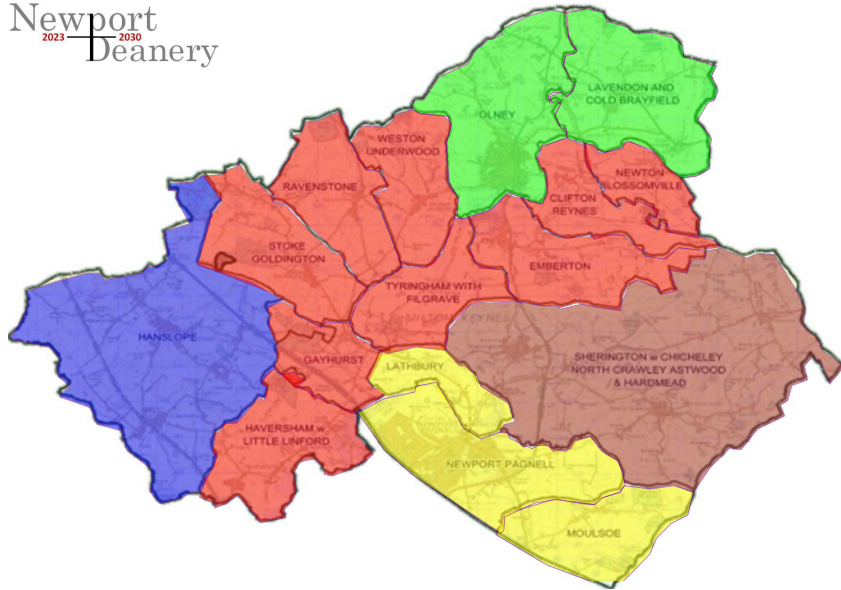 Newport
2023 2030
Deanery
LAVENDON AND
COLD BRAYFIELD
OLNEY
WESTON
UNDERWOOD
RAVENSTONE
NEWTON
BLOSSOMVILLE
CLIFTON
REYNES
STOKE
GOLDINGTON
EMBERTON
TYRINGHAM WITH
FILGRAVE
MILTON KEYNES
HANSLOPE
GAYHURST
LATHBURY
SHERINGTON w CHICHELEY
NORTH CRAWLEY ASTWOOD
& HARDMEAD
HAVERSHAM w
LITTLE LINFORD
NEWPORT PAGNELL
MOULSOE